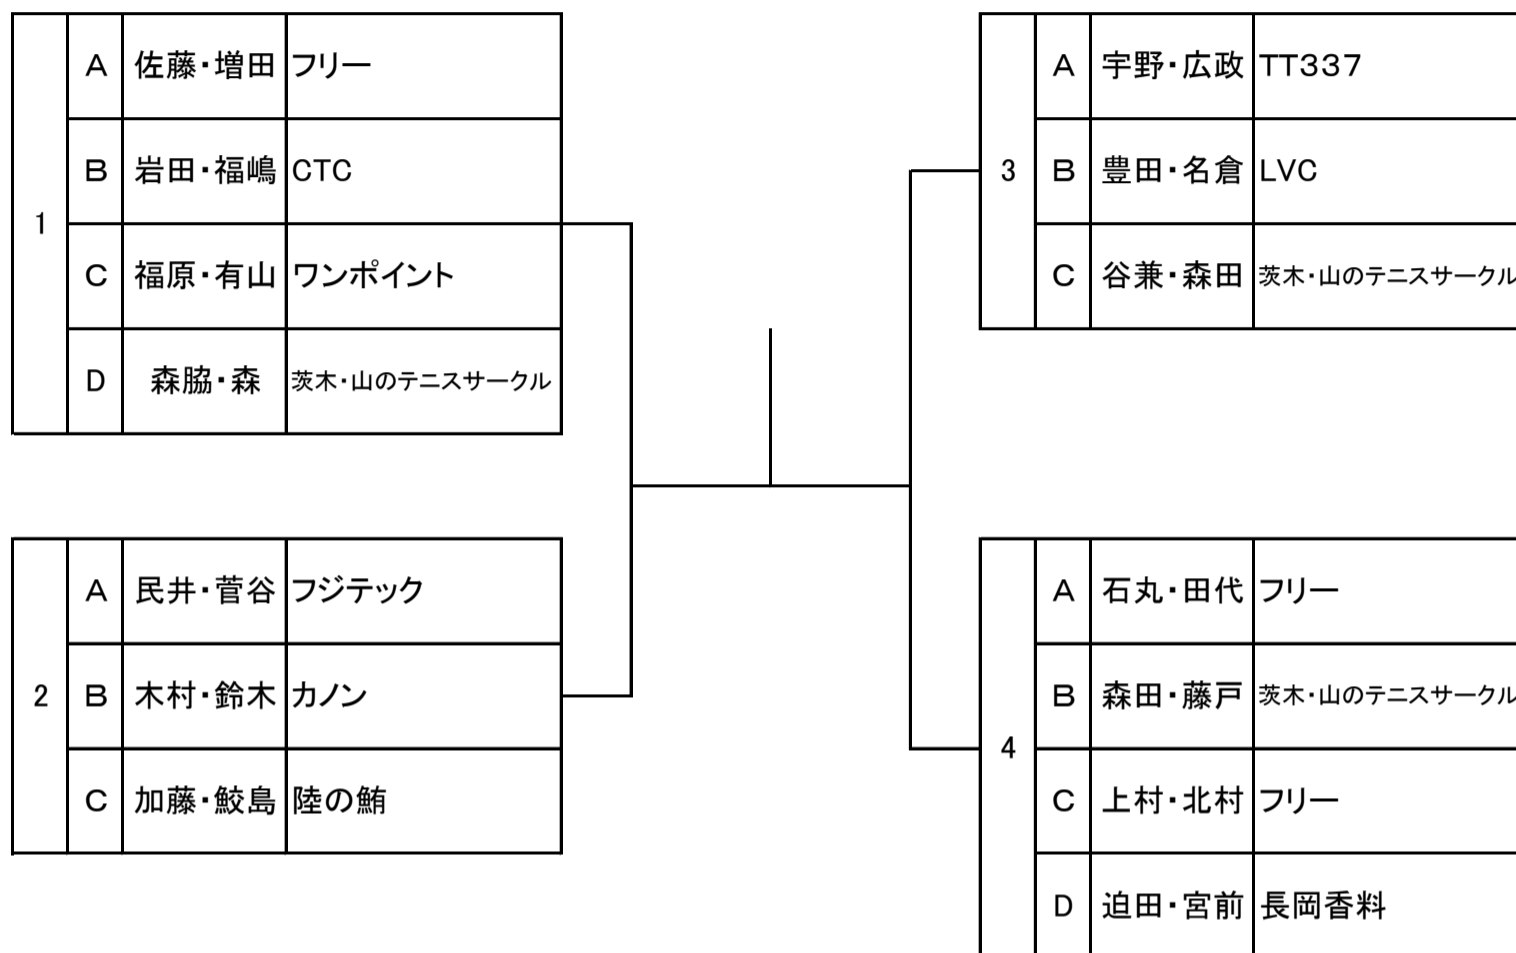 1
A 佐藤・増田 フリー
B 岩田・福嶋 CTC
C 福原・有山 ワンポイント
D 森脇・森 茨木・山のテニスサークル
2
A 民井・菅谷 フジテック
B 木村・鈴木 カノン
C 加藤・鮫島 陸の鮪
3
A 宇野・広政 TT337
B 豊田・名倉 LVC
C 谷兼・森田 茨木・山のテニスサークル
4
A 石丸・田代 フリー
B 森田・藤戸 茨木・山のテニスサークル
C 上村・北村 フリー
D 迫田・宮前 長岡香料